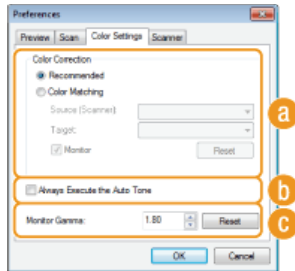 Preferences
Preview Scan Color Settings Scanner
Color Correction
Recommended
Color Matching
Source (Scanner):
Target:
Monitor Reset
a
Always Execute the Auto Tone
b
Monitor Gamma: 1.80 Reset
c
OK Cancel